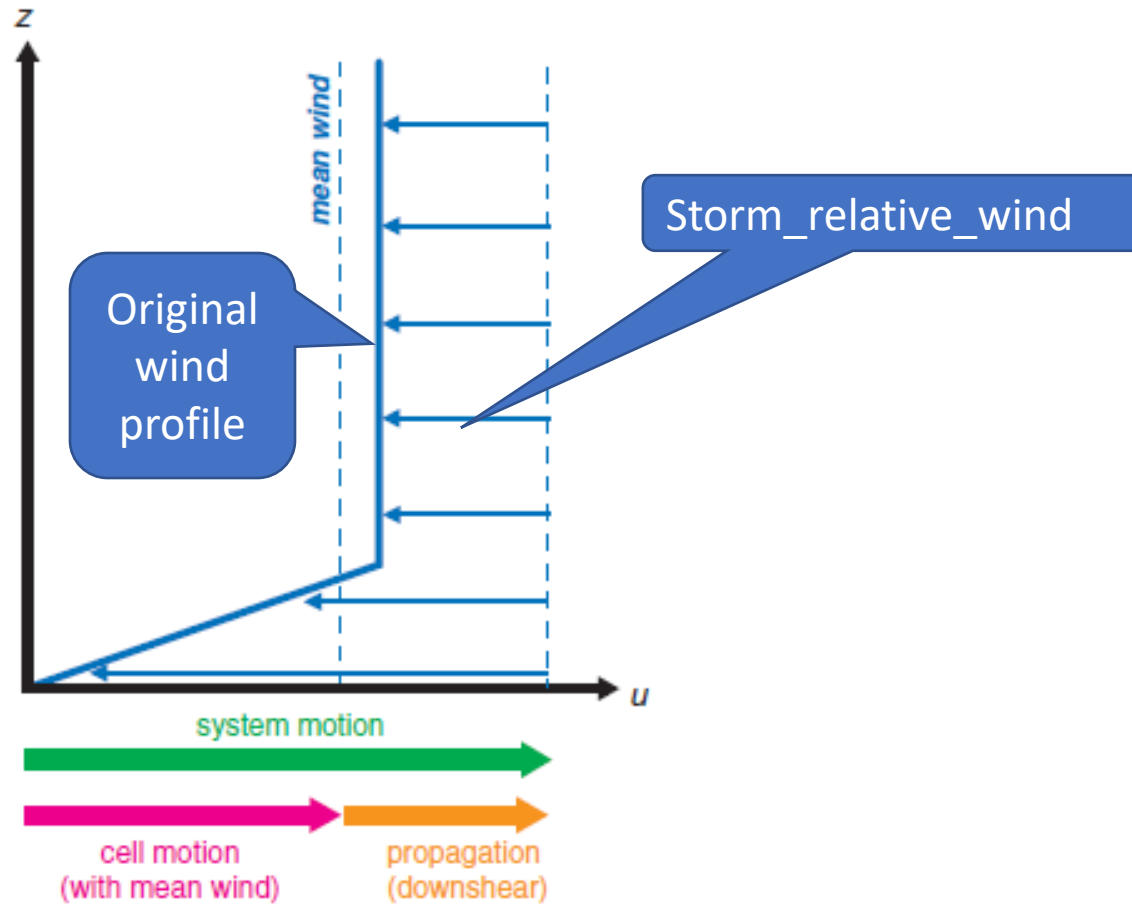 z
mean wind
Storm_relative_wind
Original
wind
profile
u
system motion
cell motion
(with mean wind)
propagation
(downshear)